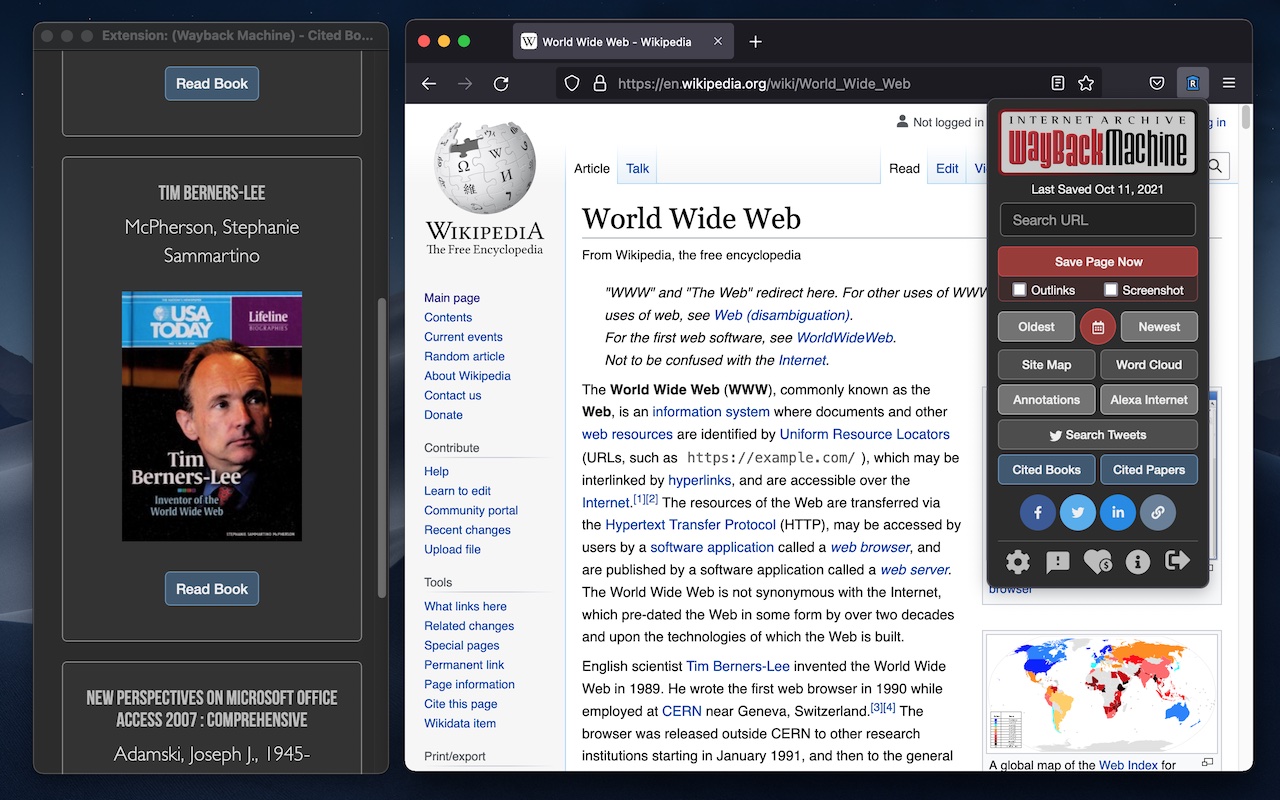 Extension: (Wayback Machine) - Cited Bo...
Read Book
TIM BERNERS-LEE
McPherson, Stephanie
Sammartino
USA
TODAY
Lifeline
BIOGRAPHIES
Tim
Berners-Lee
Inventor of the
World Wide Web
STEPHANIE SAMMARTINO MCPHERSON
Read Book
NEW PERSPECTIVES ON MICROSOFT OFFICE
ACCESS 2007 : COMPREHENSIVE
Adamski, Joseph J., 1945-
World Wide Web - Wikipedia
https://en.wikipedia.org/wiki/World_Wide_Web
WIKIPEDIA
The Free Encyclopedia
Main page
Contents
Current events
Random article
About Wikipedia
Contact us
Donate
Contribute
Help
Learn to edit
Community portal
Recent changes
Upload file
Tools
What links here
Related changes
Special pages
Permanent link
Page information
Cite this page
Wikidata item
Print/export
Not logged in
g in
Article
Talk
Read
Edit
Vi
World Wide Web
From Wikipedia, the free encyclopedia
"WWW" and "The Web" redirect here. For other uses of WWW
uses of web, see Web (disambiguation).
For the first web software, see WorldWideWeb.
Not to be confused with the Internet.
The World Wide Web (WWW), commonly known as the
Web, is an information system where documents and other
web resources are identified by Uniform Resource Locators
(URLs, such as https://example.com/ ), which may be
interlinked by hyperlinks, and are accessible over the
Internet.[1][2] The resources of the Web are transferred via
the Hypertext Transfer Protocol (HTTP), may be accessed by
users by a software application called a web browser, and
are published by a software application called a web server.
The World Wide Web is not synonymous with the Internet,
which pre-dated the Web in some form by over two decades
and upon the technologies of which the Web is built.
English scientist Tim Berners-Lee invented the World Wide
Web in 1989. He wrote the first web browser in 1990 while
employed at CERN near Geneva, Switzerland.[3][4] The
browser was released outside CERN to other research
institutions starting in January 1991, and then to the general
browser
A global map of the Web Index for
R
INTERNET ARCHIVE
WayBackMachine
Last Saved Oct 11, 2021
Search URL
Save Page Now
Outlinks
Screenshot
Oldest
Newest
Site Map
Word Cloud
Annotations
Alexa Internet
Search Tweets
Cited Books
Cited Papers